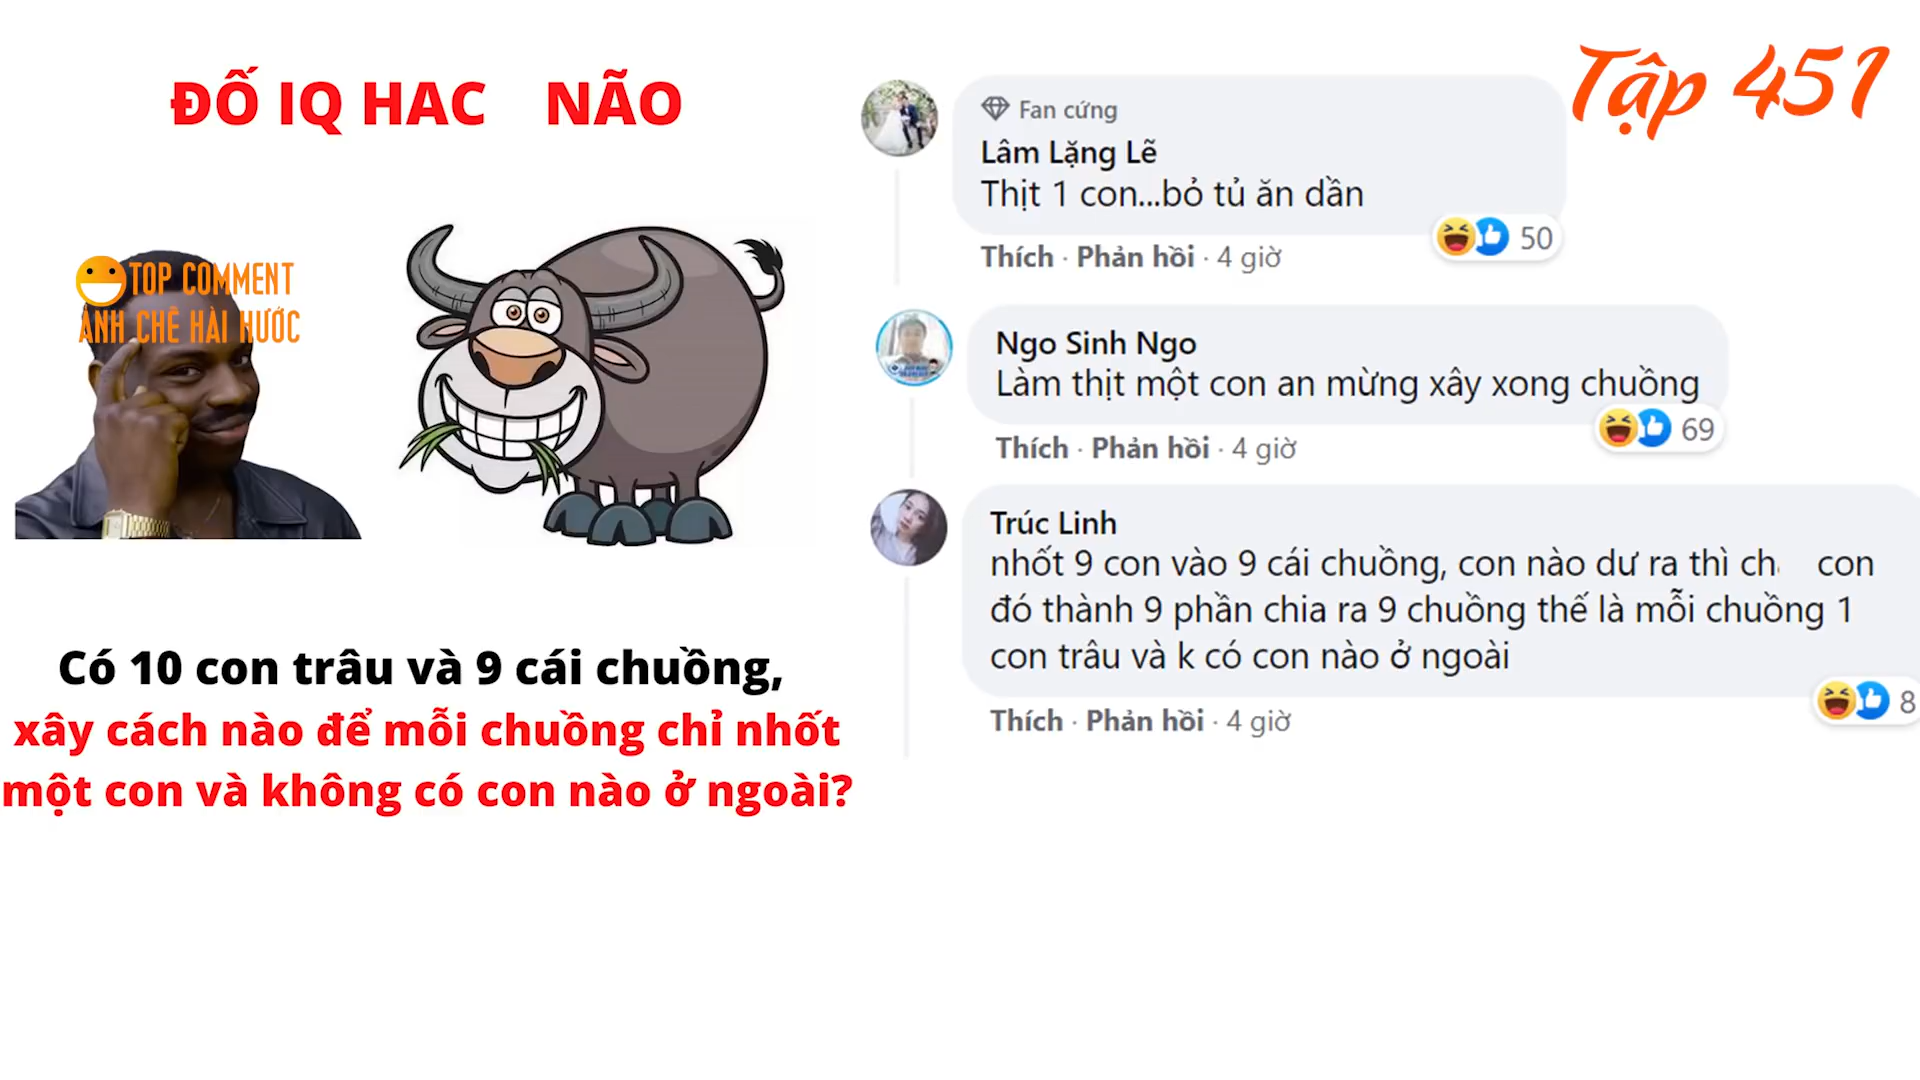 ĐỐ IQ HAC NÃO
TOP COMMENT
ẢNH CHẾ HÀI HƯỚC
Có 10 con trâu và 9 cái chuồng,
xây cách nào để mỗi chuồng chỉ nhốt
một con và không có con nào ở ngoài?
Tập 451
Fan cứng
Lâm Lặng Lẽ
Thịt 1 con...bỏ tủ ăn dần
50
Thích · Phản hồi · 4 giờ
Ngo Sinh Ngo
Làm thịt một con an mừng xây xong chuồng
69
Thích · Phản hồi · 4 giờ
Trúc Linh
nhốt 9 con vào 9 cái chuồng, con nào dư ra thì con
đó thành 9 phần chia ra 9 chuồng thế là mỗi chuồng 1
con trâu và k có con nào ở ngoài
8
Thích · Phản hồi · 4 giờ